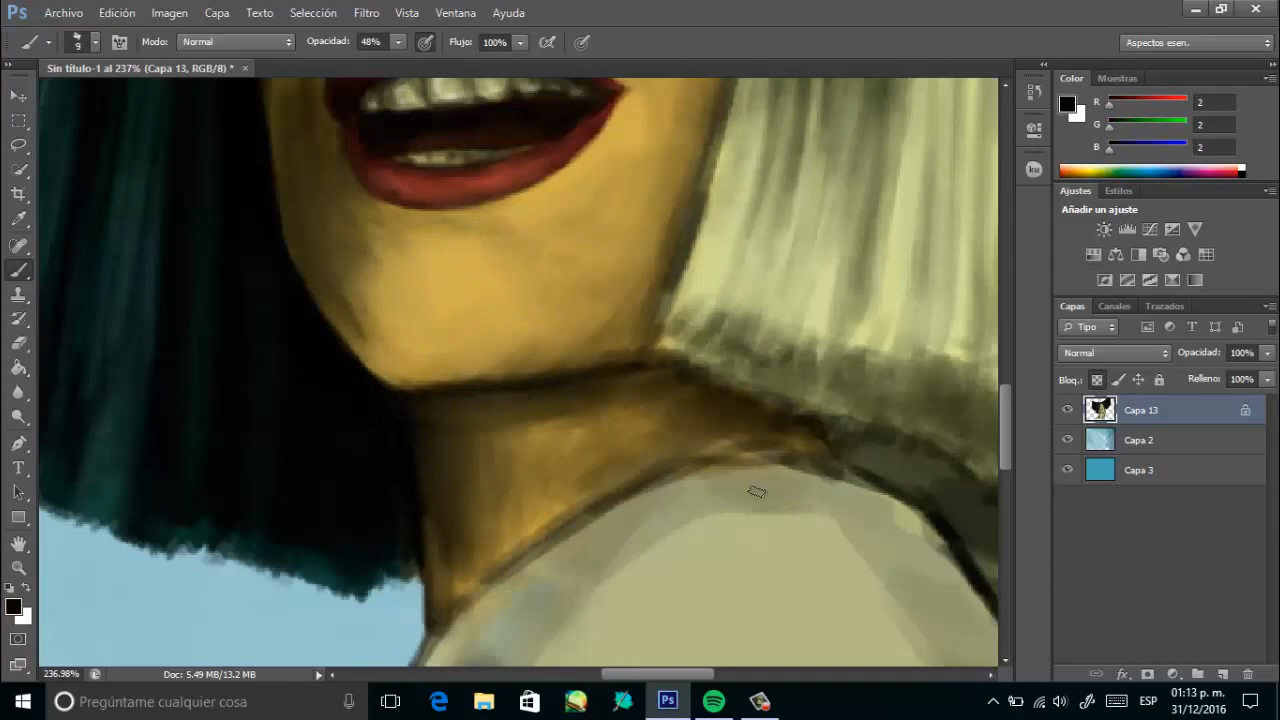 Ps Archivo Edición Imagen Capa Texto Selección Filtro Vista Ventana Ayuda
9 Modo: Normal Opacidad: 48% Flujo: 100% Aspectos esen.
Sin título-1 al 237% (Capa 13, RGB/8) * ×
Color Muestras
R 2
G 2
B 2
ku
Ajustes Estilos
Añadir un ajuste
Capas Canales Trazados
Tipo
Normal Opacidad: 100%
Bloq.: Relleno: 100%
Capa 13
Capa 2
Capa 3
T
236.98% Doc: 5.49 MB/13.2 MB
Pregúntame cualquier cosa
Ps
ESP
01:13 p. m.
31/12/2016